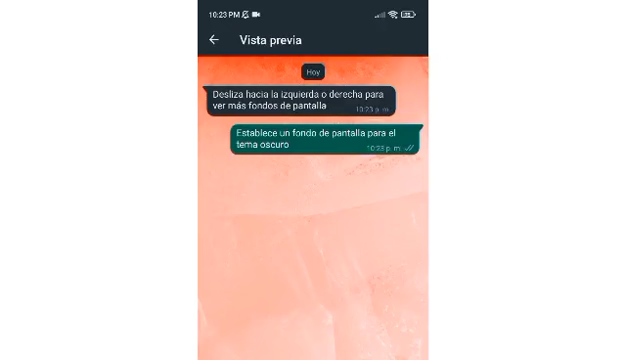 10:23 PM
Vista previa
Hoy
Desliza hacia la izquierda o derecha para
ver más fondos de pantalla
10:23 p. m.
Establece un fondo de pantalla para el
tema oscuro
10:23 p. m.